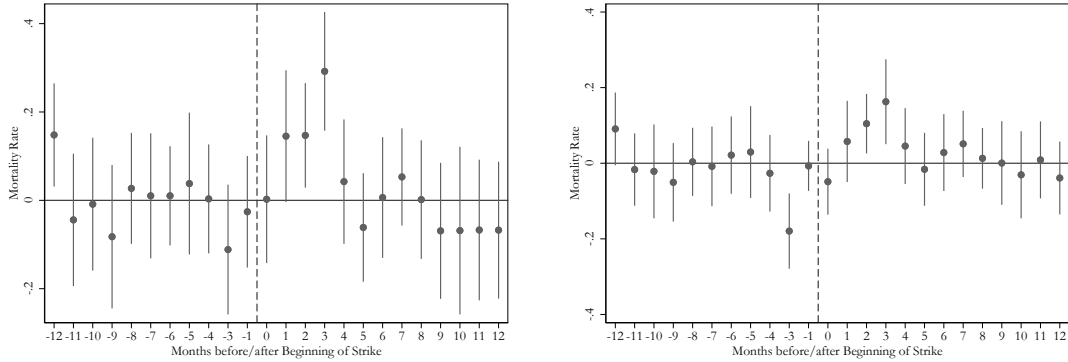 Mortality Rate
.4
.2
0
-.2
-12 -11 -10 -9 -8 -7 -6 -5 -4 -3 -2 -1 0 1 2 3 4 5 6 7 8 9 10 11 12
Months before/after Beginning of Strike
Mortality Rate
.4
.2
0
-.2
-.4
-12 -11 -10 -9 -8 -7 -6 -5 -4 -3 -1 0 1 2 3 4 5 6 7 8 9 10 11 12
Months before/after Beginning of Strike